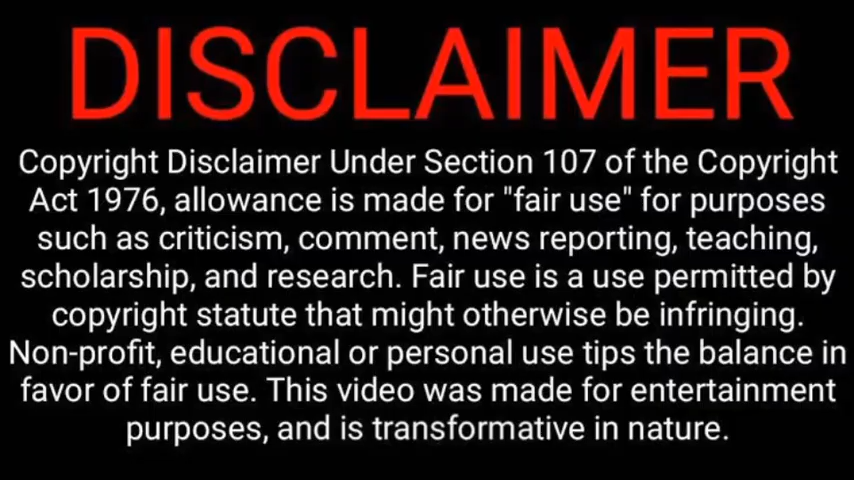 DISCLAIMER
Copyright Disclaimer Under Section 107 of the Copyright
Act 1976, allowance is made for "fair use" for purposes
such as criticism, comment, news reporting, teaching,
scholarship, and research. Fair use is a use permitted by
copyright statute that might otherwise be infringing.
Non-profit, educational or personal use tips the balance in
favor of fair use. This video was made for entertainment
purposes, and is transformative in nature.